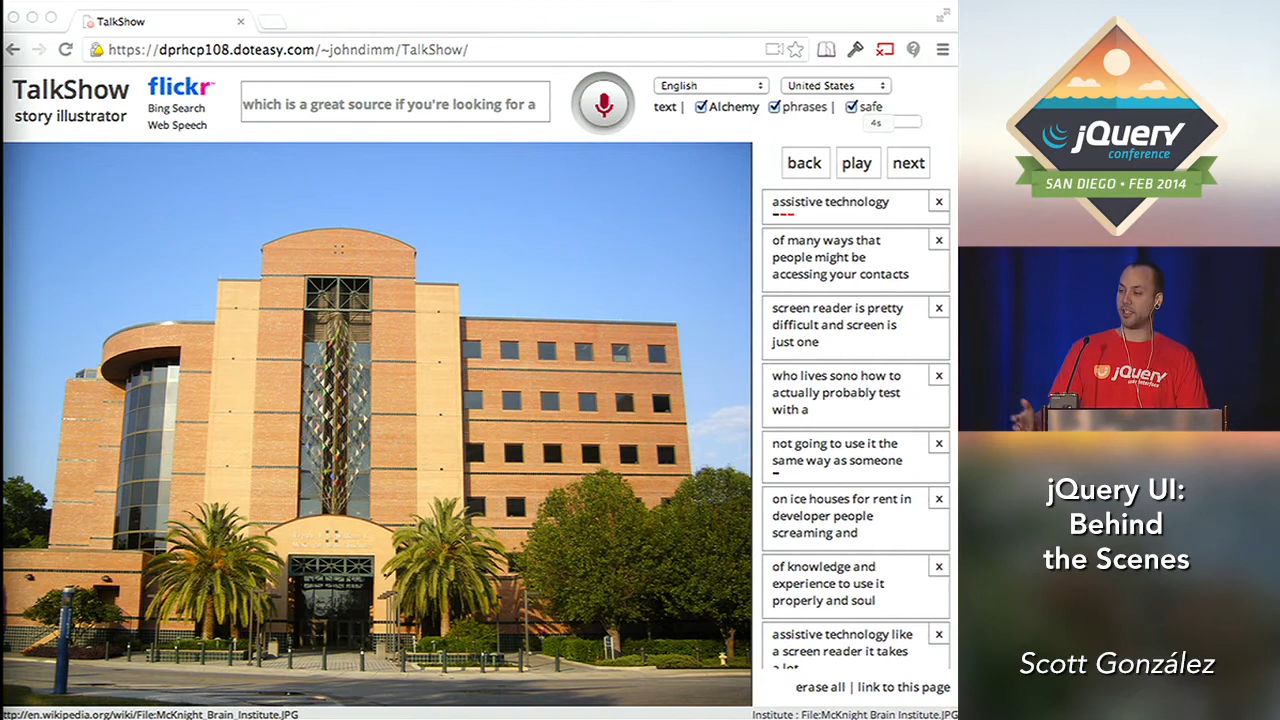 TalkShow
https://dprhcp108.doteasy.com/~johndimm/TalkShow/
TalkShow
story illustrator
flickr
Bing Search
Web Speech
which is a great source if you're looking for a
English
United States
text | Alchemy phrases | safe
4s
back
play
next
assistive technology
x
of many ways that
people might be
accessing your contacts
x
screen reader is pretty
difficult and screen is
just one
x
who lives sono how to
actually probably test
with a
x
not going to use it the
same way as someone
x
on ice houses for rent in
developer people
screaming and
x
of knowledge and
experience to use it
properly and soul
x
assistive technology like
a screen reader it takes
a lot
x
erase all | link to this page
ttp://en.wikipedia.org/wiki/File:McKnight_Brain_Institute.JPG
Institute : File:McKnight Brain Institute.JPG
jQuery
conference
SAN DIEGO • FEB 2014
jQuery
user interface
jQuery UI:
Behind
the Scenes
Scott González